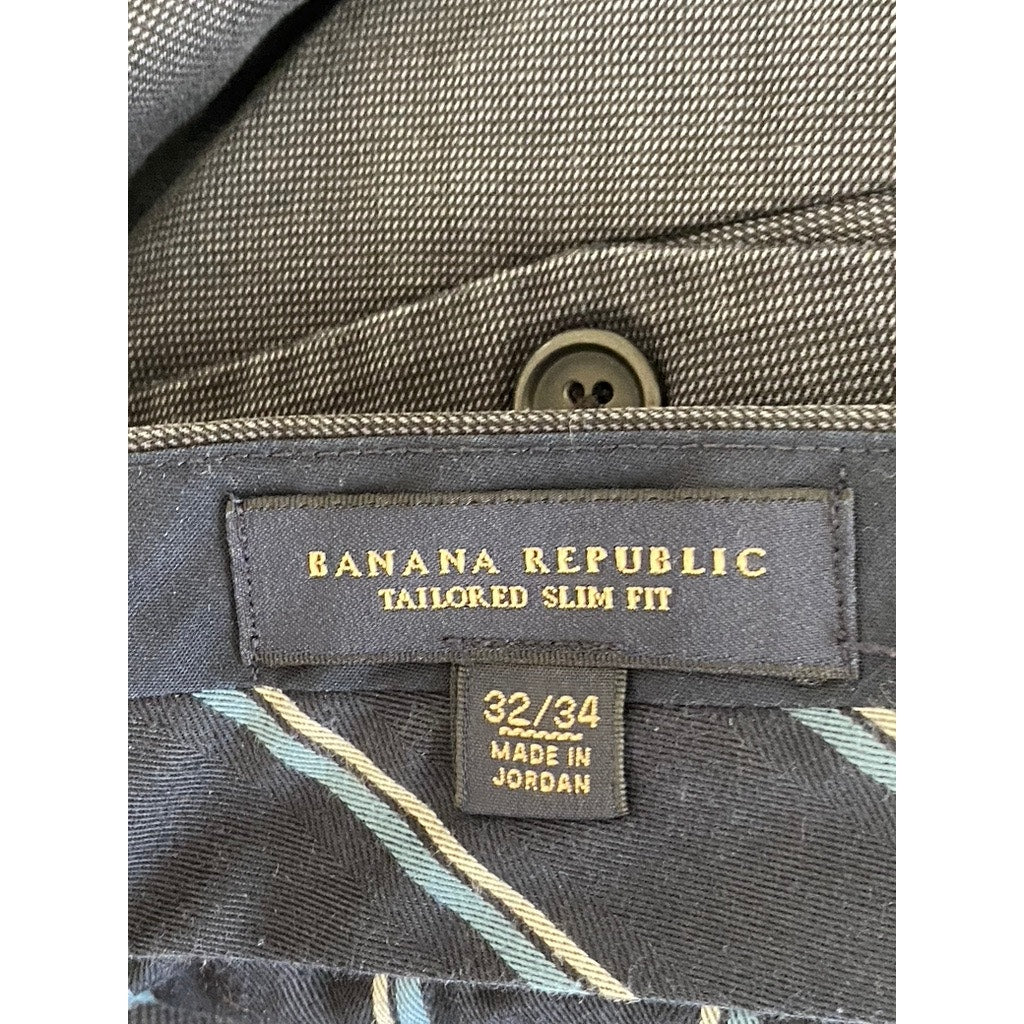 BANANA REPUBLIC
TAILORED SLIM FIT
32/34
MADE IN
JORDAN